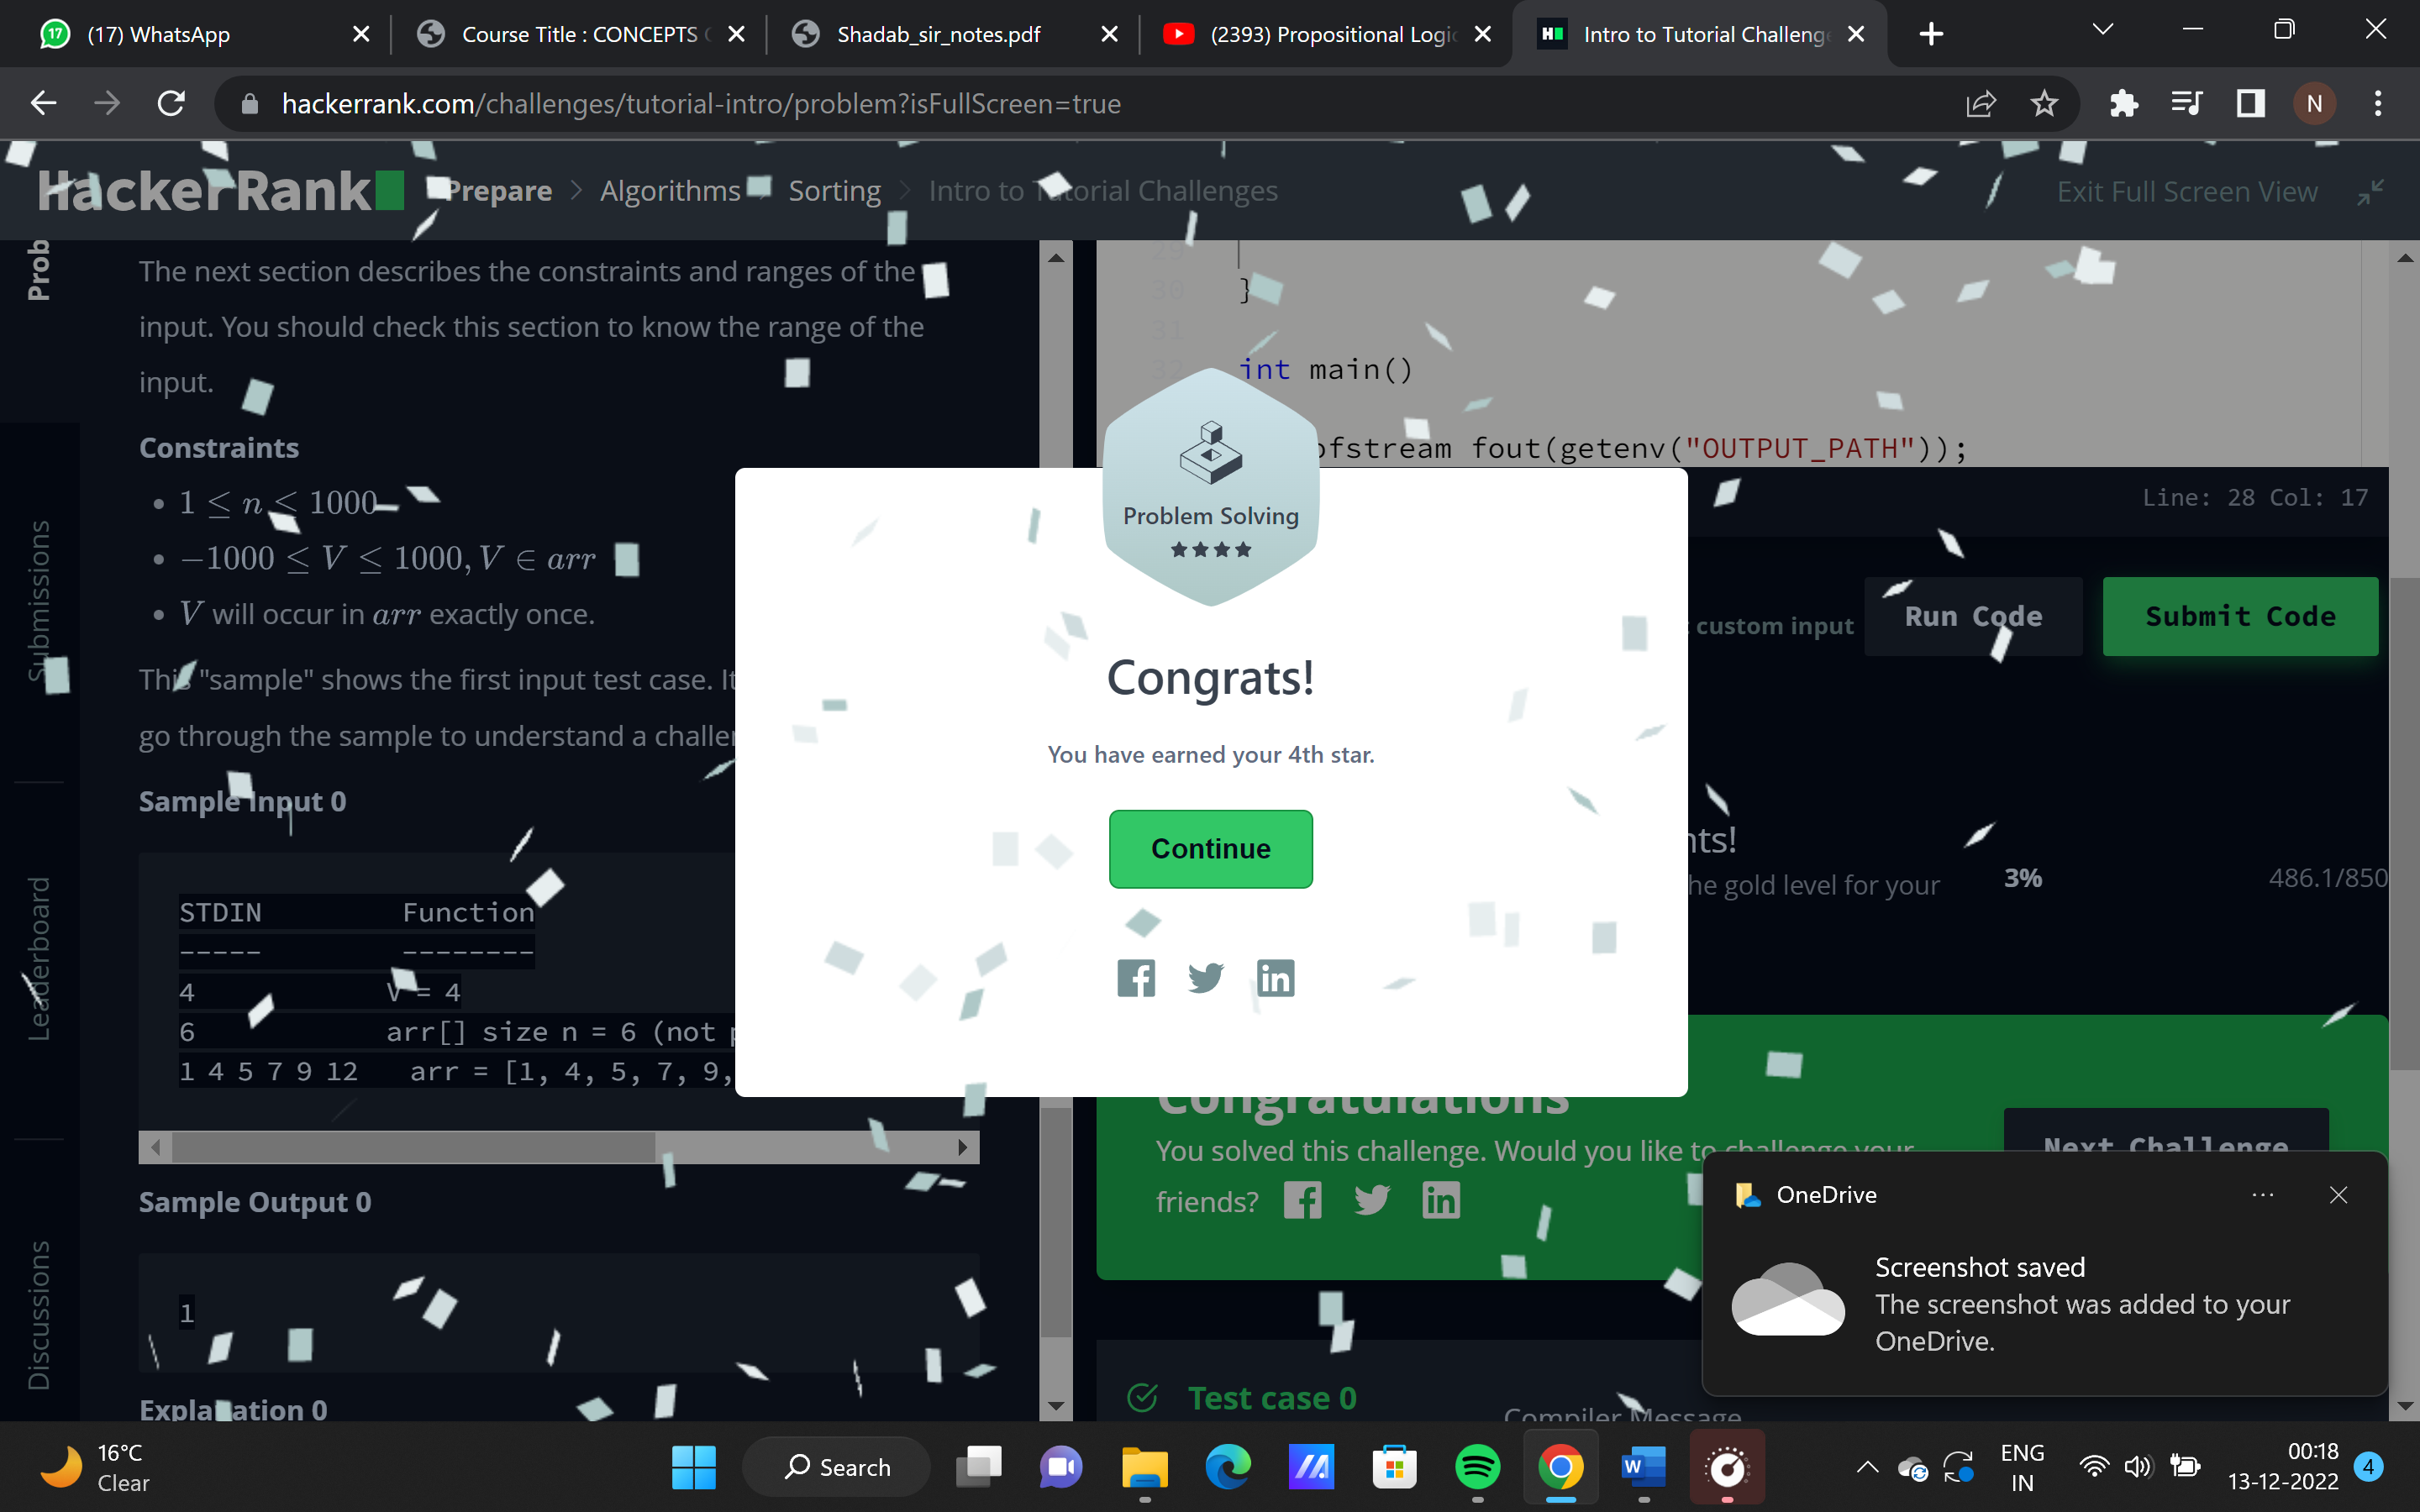 (17) WhatsApp
Course Title : CONCEPTS
Shadab_sir_notes.pdf
(2393) Propositional Logi
Intro to Tutorial Challenge
hackerrank.com/challenges/tutorial-intro/problem?isFullScreen=true
N
HackerRank
Prepare > Algorithms > Sorting > Intro to Tutorial Challenges
Exit Full Screen View
Prob
Submissions
Leaderboard
Discussions
The next section describes the constraints and ranges of the
input. You should check this section to know the range of the
input.
Constraints
• 1 ≤ n ≤ 1000
• −1000 ≤ V ≤ 1000, V ∈ arr
• V will occur in arr exactly once.
This "sample" shows the first input test case. It
go through the sample to understand a challe
Sample Input 0
STDIN Function
----- --------
4 V = 4
6 arr[] size n = 6 (not
1 4 5 7 9 12 arr = [1, 4, 5, 7, 9,
Sample Output 0
1
Explanation 0
29
30 }
31
32 int main()
ofstream fout(getenv("OUTPUT_PATH"));
Line: 28 Col: 17
custom input
Run Code
Submit Code
Problem Solving
Congrats!
You have earned your 4th star.
Continue
nts!
he gold level for your
3%
486.1/850
Congratulations
You solved this challenge. Would you like to challenge your
friends?
Next Challenge
Test case 0
Compiler Message
OneDrive
Screenshot saved
The screenshot was added to your
OneDrive.
16°C
Clear
Search
ENG
IN
00:18
13-12-2022
4